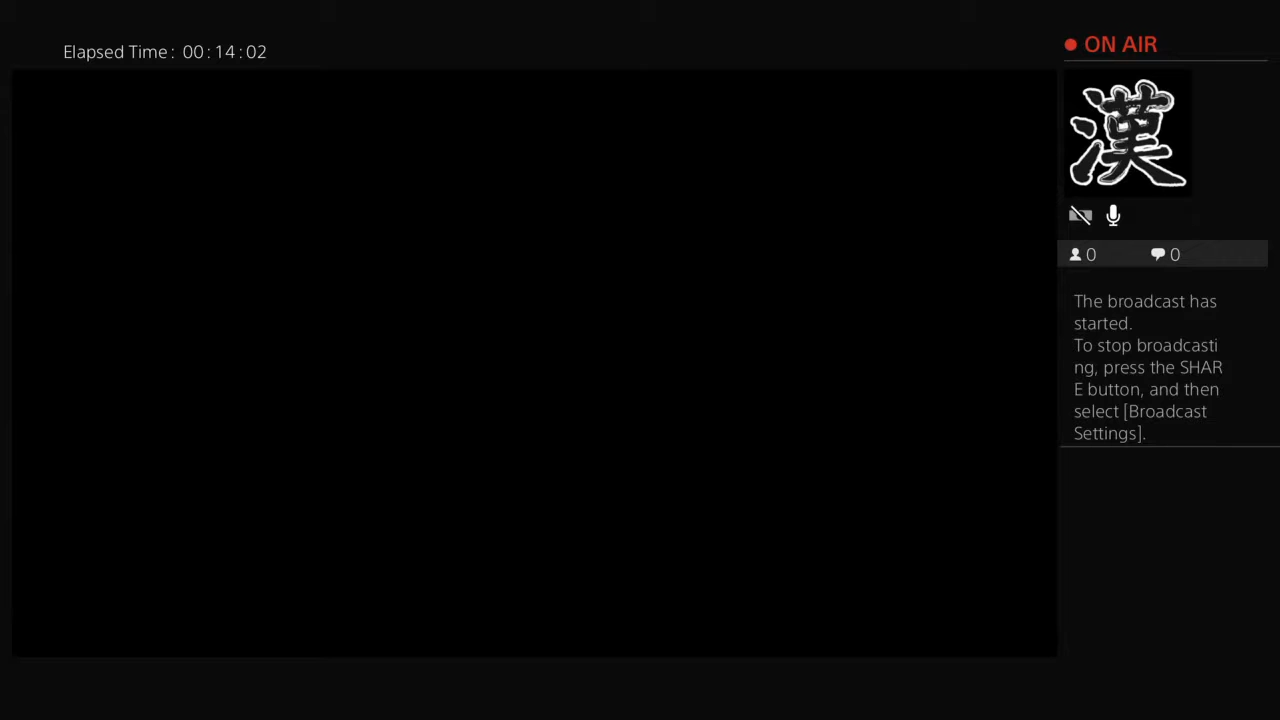 Elapsed Time: 00:14:02
ON AIR
漢
0 0
The broadcast has
started.
To stop broadcasti
ng, press the SHAR
E button, and then
select [Broadcast
Settings].